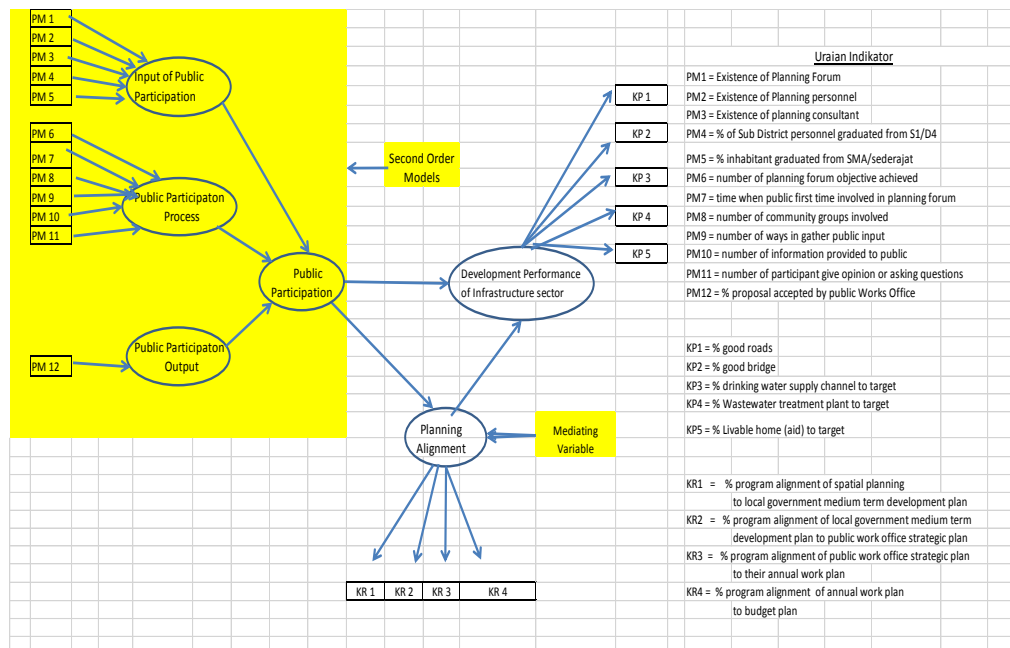 PM 1
PM 2
PM 3
PM 4
PM 5
Input of Public
Participation
PM 6
PM 7
PM 8
PM 9
PM 10
PM 11
Public Participaton
Process
PM 12
Public Participaton
Output
Public
Participation
Second Order
Models
Development Performance
of Infrastructure sector
KP 1
KP 2
KP 3
KP 4
KP 5
Planning
Alignment
Mediating
Variable
KR 1 KR 2 KR 3 KR 4
Uraian Indikator
PM1 = Existence of Planning Forum
PM2 = Existence of Planning personnel
PM3 = Existence of planning consultant
PM4 = % of Sub District personnel graduated from S1/D4
PM5 = % inhabitant graduated from SMA/sederajat
PM6 = number of planning forum objective achieved
PM7 = time when public first time involved in planning forum
PM8 = number of community groups involved
PM9 = number of ways in gather public input
PM10 = number of information provided to public
PM11 = number of participant give opinion or asking questions
PM12 = % proposal accepted by public Works Office
KP1 = % good roads
KP2 = % good bridge
KP3 = % drinking water supply channel to target
KP4 = % Wastewater treatment plant to target
KP5 = % Livable home (aid) to target
KR1 = % program alignment of spatial planning
to local government medium term development plan
KR2 = % program alignment of local government medium term
development plan to public work office strategic plan
KR3 = % program alignment of public work office strategic plan
to their annual work plan
KR4 = % program alignment of annual work plan
to budget plan